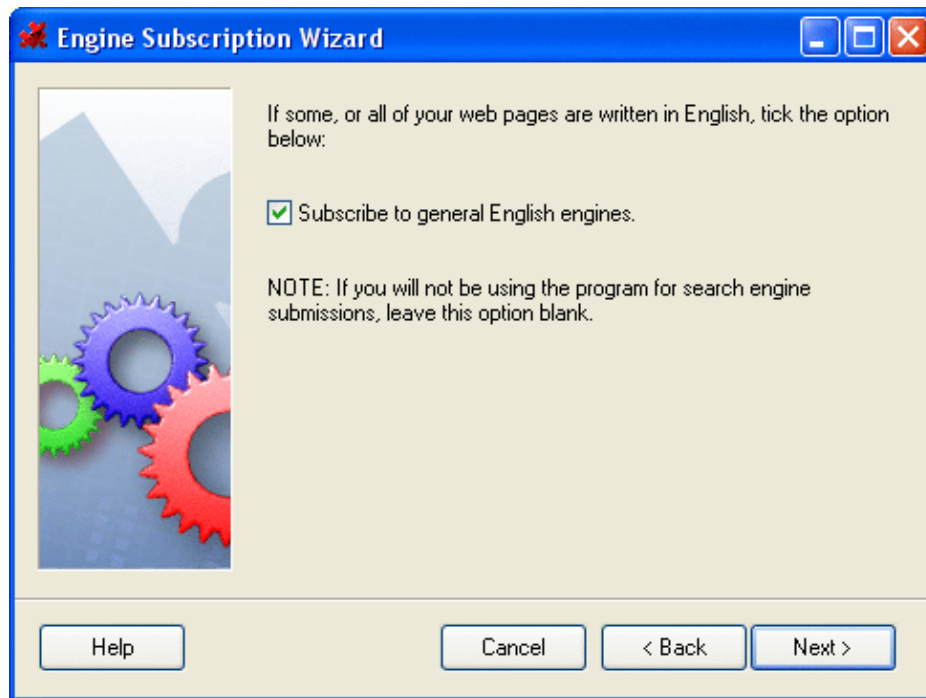 Engine Subscription Wizard
If some, or all of your web pages are written in English, tick the option
below:
Subscribe to general English engines.
NOTE: If you will not be using the program for search engine
submissions, leave this option blank.
Help
Cancel
< Back
Next >